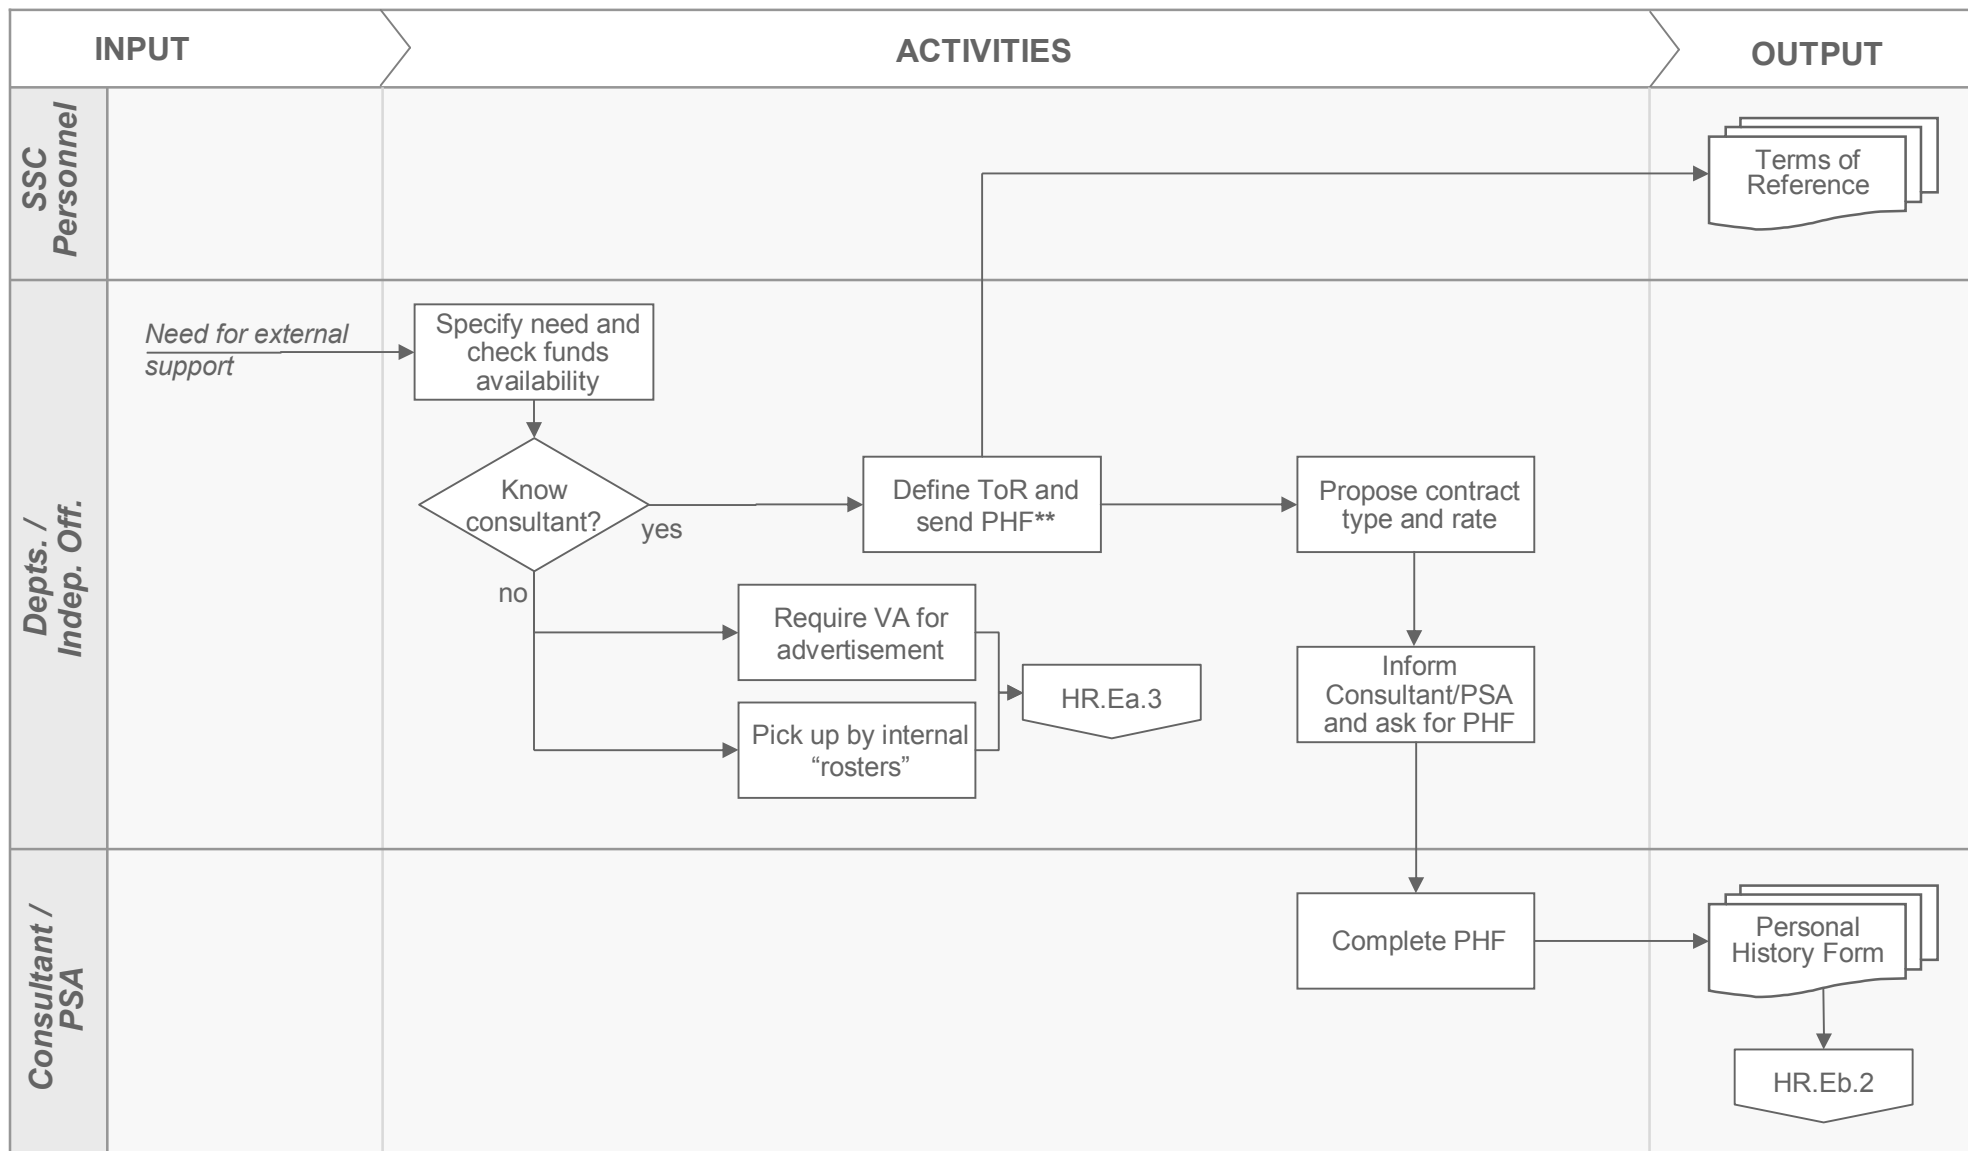 INPUT
ACTIVITIES
OUTPUT
SSC
Personnel
Terms of
Reference
Depts. /
Indep. Off.
Need for external
support
Specify need and
check funds
availability
Know
consultant?
yes
no
Define ToR and
send PHF**
Propose contract
type and rate
Require VA for
advertisement
Pick up by internal
“rosters”
HR.Ea.3
Inform
Consultant/PSA
and ask for PHF
Consultant /
PSA
Complete PHF
Personal
History Form
HR.Eb.2